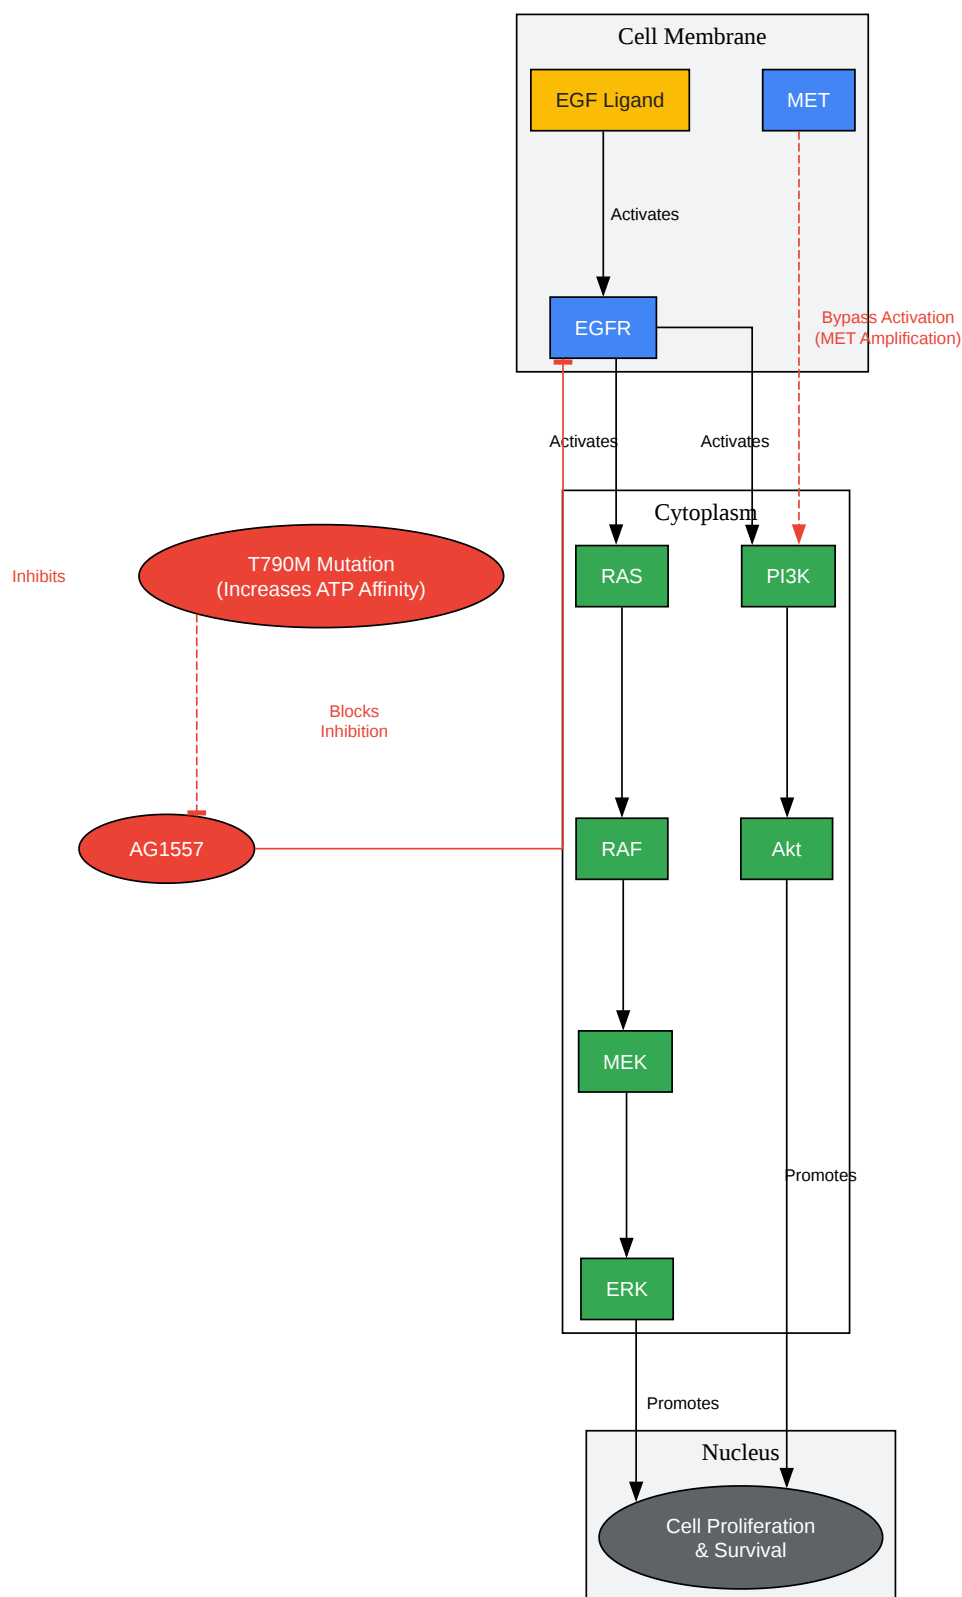 Cell Membrane
EGF Ligand
MET
Activates
EGFR
Bypass Activation
(MET Amplification)
Activates
Activates
Cytoplasm
T790M Mutation
(Increases ATP Affinity)
Inhibits
RAS
PI3K
Blocks
Inhibition
AG1557
RAF
Akt
MEK
Promotes
ERK
Promotes
Nucleus
Cell Proliferation
& Survival